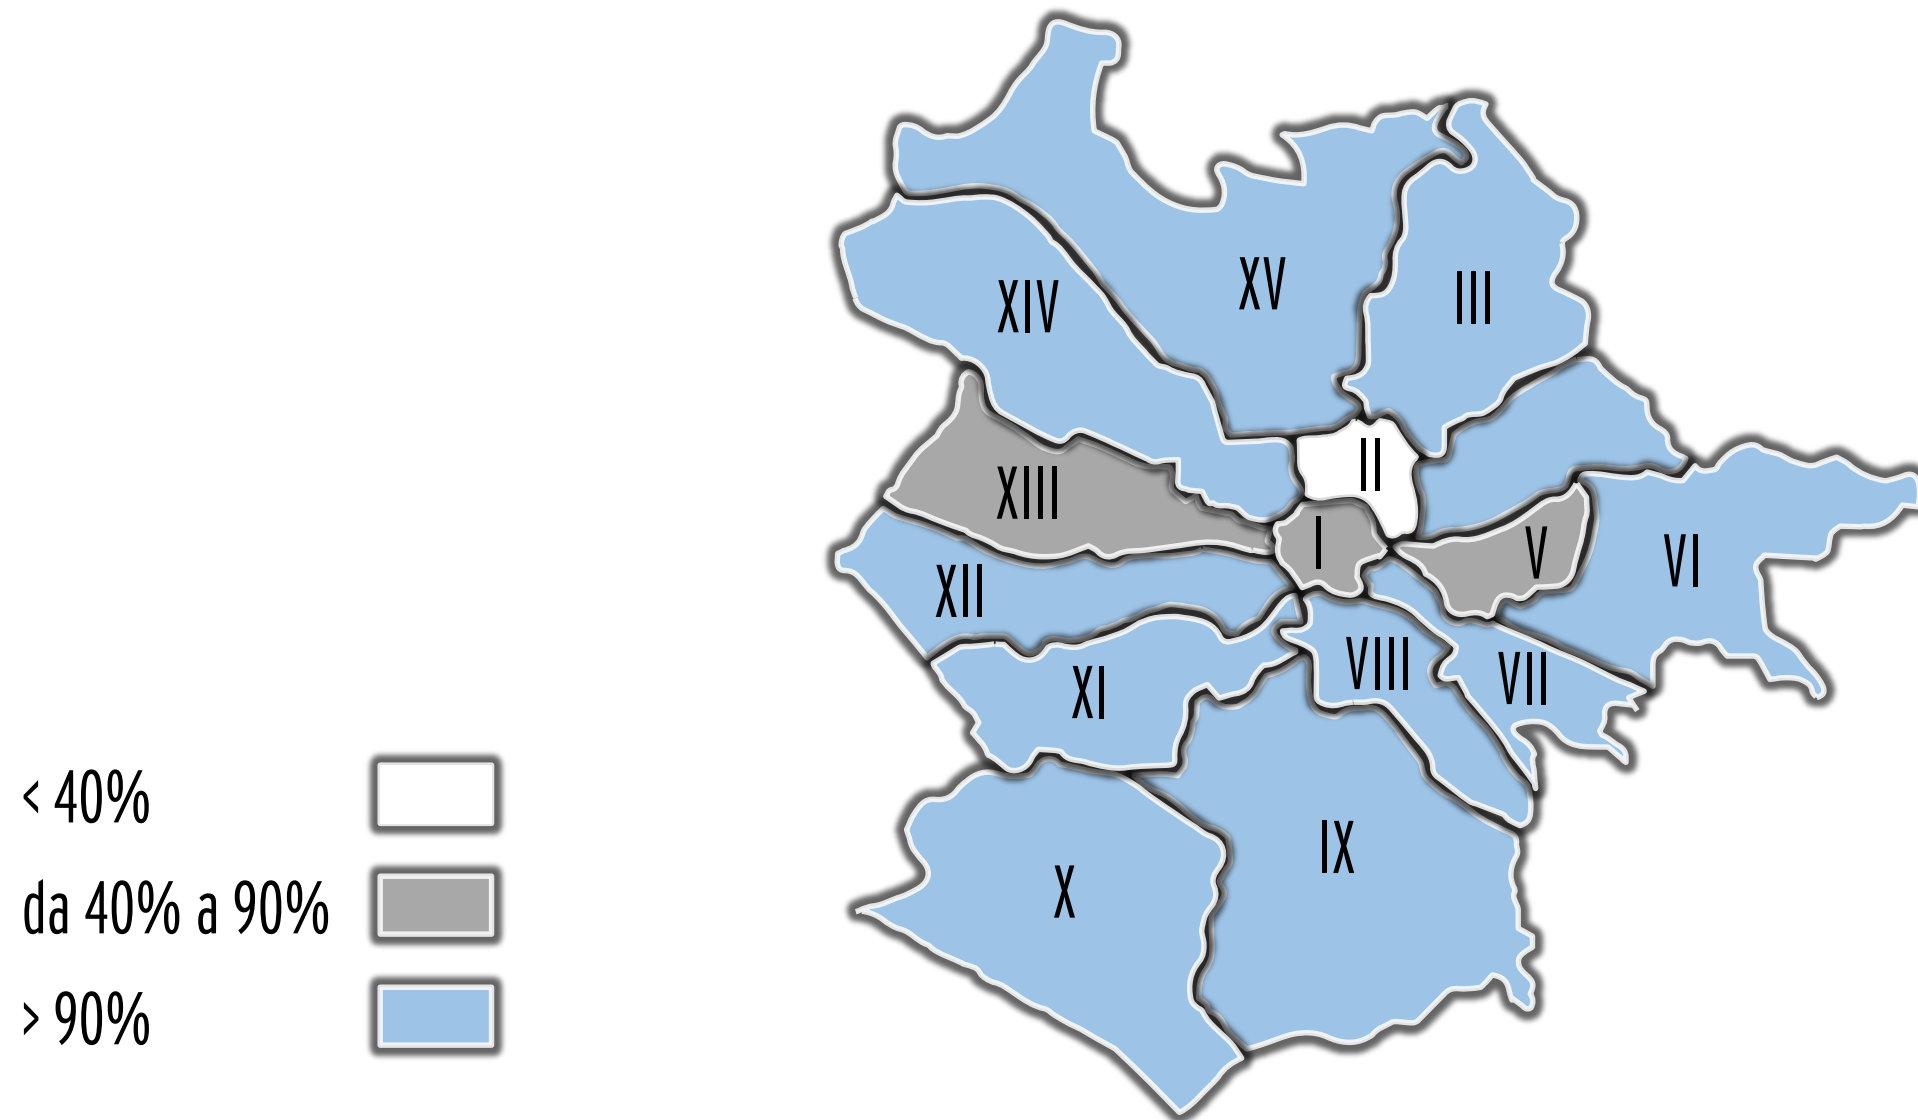 XV
III
XIV
II
XIII
I
V
VI
XII
VIII
VII
XI
IX
X
< 40%
da 40% a 90%
> 90%